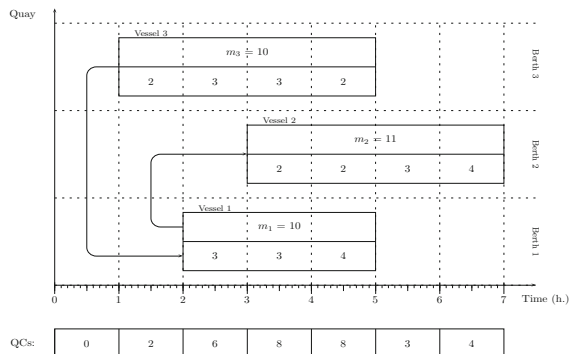 Quay
Vessel 3
m₃ = 10
2 3 3 2
Berth 3
Vessel 2
m₂ = 11
2 2 3 4
Berth 2
Vessel 1
m₁ = 10
3 3 4
Berth 1
0 1 2 3 4 5 6 7 Time (h.)
QCs: 0 2 6 8 8 3 4